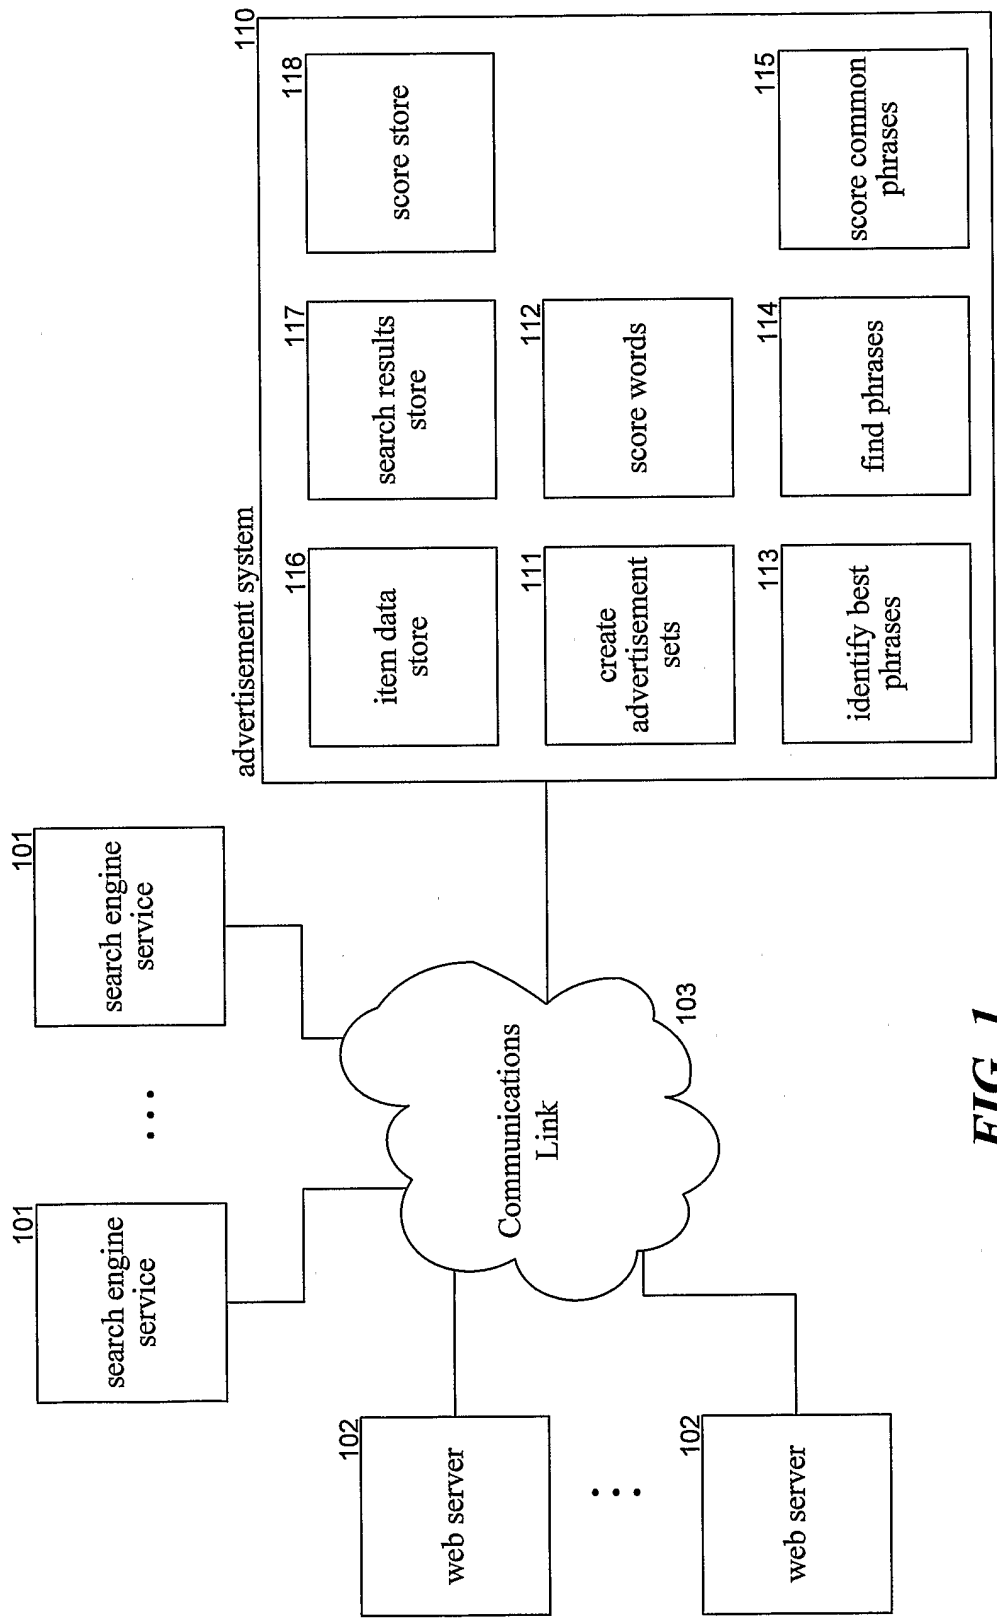 101
search engine
service
...
101
search engine
service
advertisement system
110
116
item data
store
117
search results
store
118
score store
102
web server
...
102
web server
Communications
Link
103
111
create
advertisement
sets
112
score words
113
identify best
phrases
114
find phrases
115
score common
phrases
FIG. 1